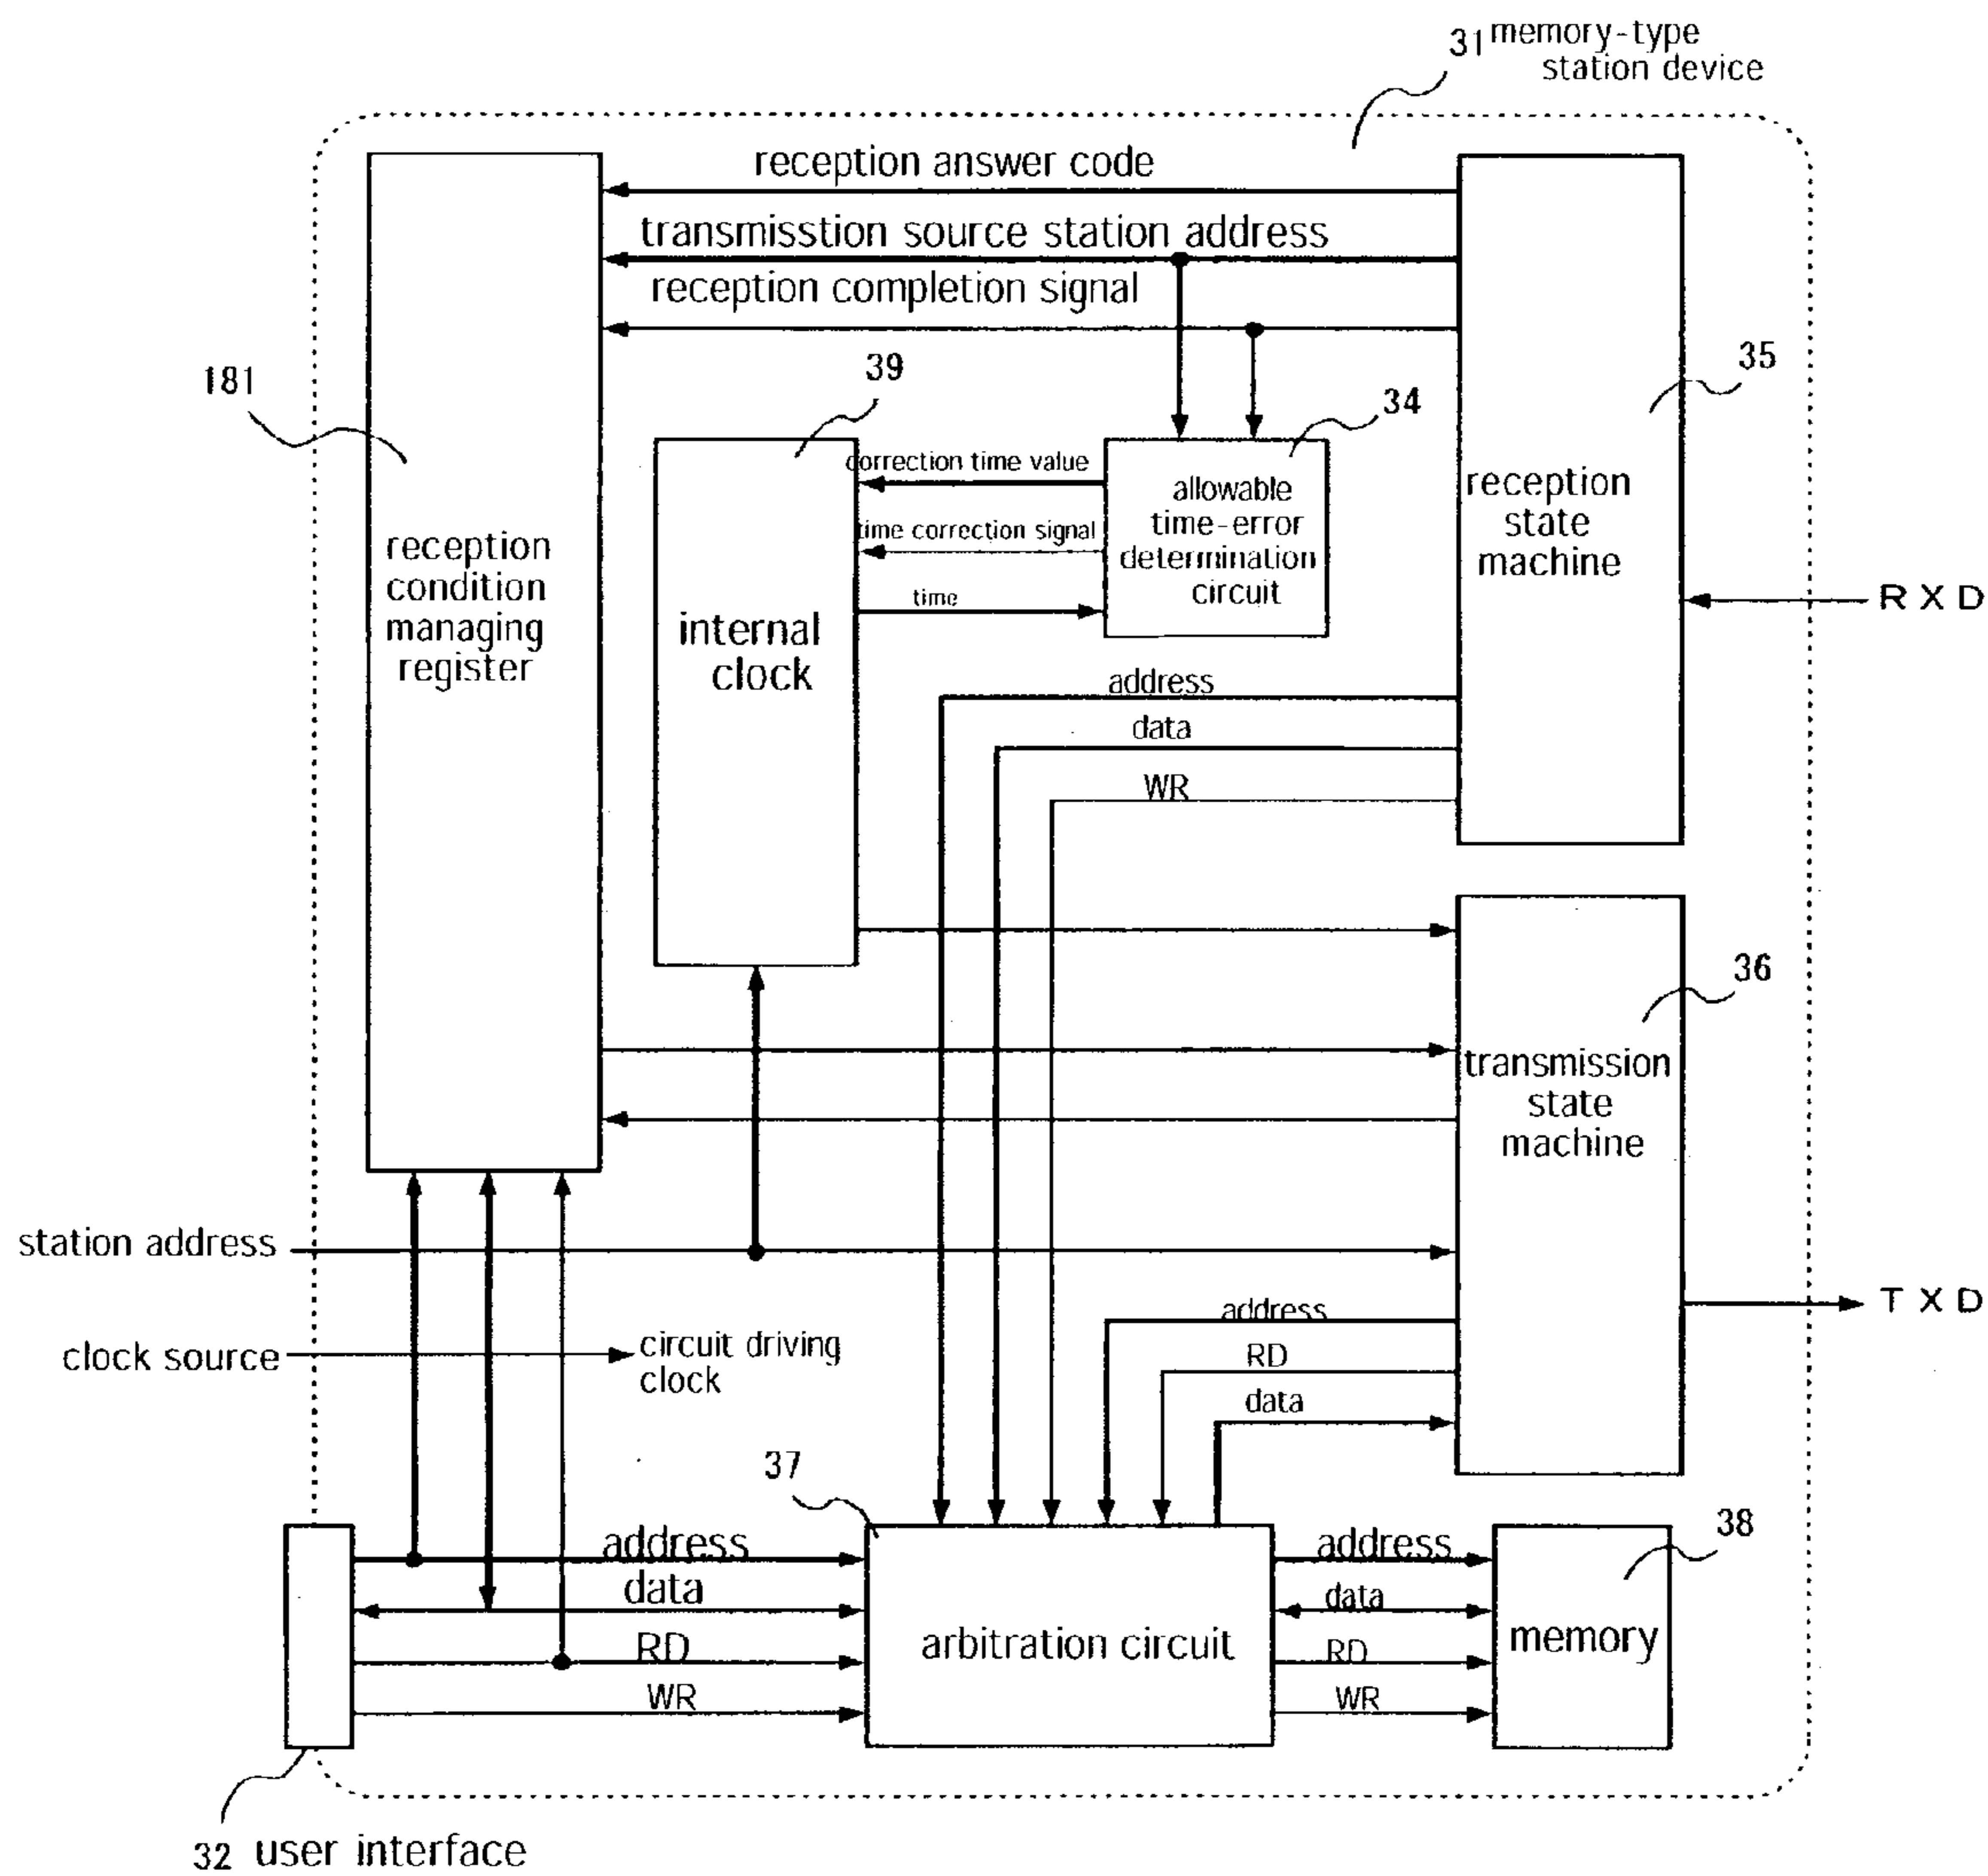 31 memory-type
station device
reception answer code
transmisstion source station address
reception completion signal
181
39
34
35
correction time value
time correction signal
time
allowable
time-error
determination
circuit
reception
state
machine
RXD
reception
condition
managing
register
internal
clock
address
data
WR
36
transmission
state
machine
station address
clock source
circuit driving
clock
address
RD
data
TXD
37
38
address
data
RD
WR
arbitration circuit
address
data
RD
WR
memory
32 user interface